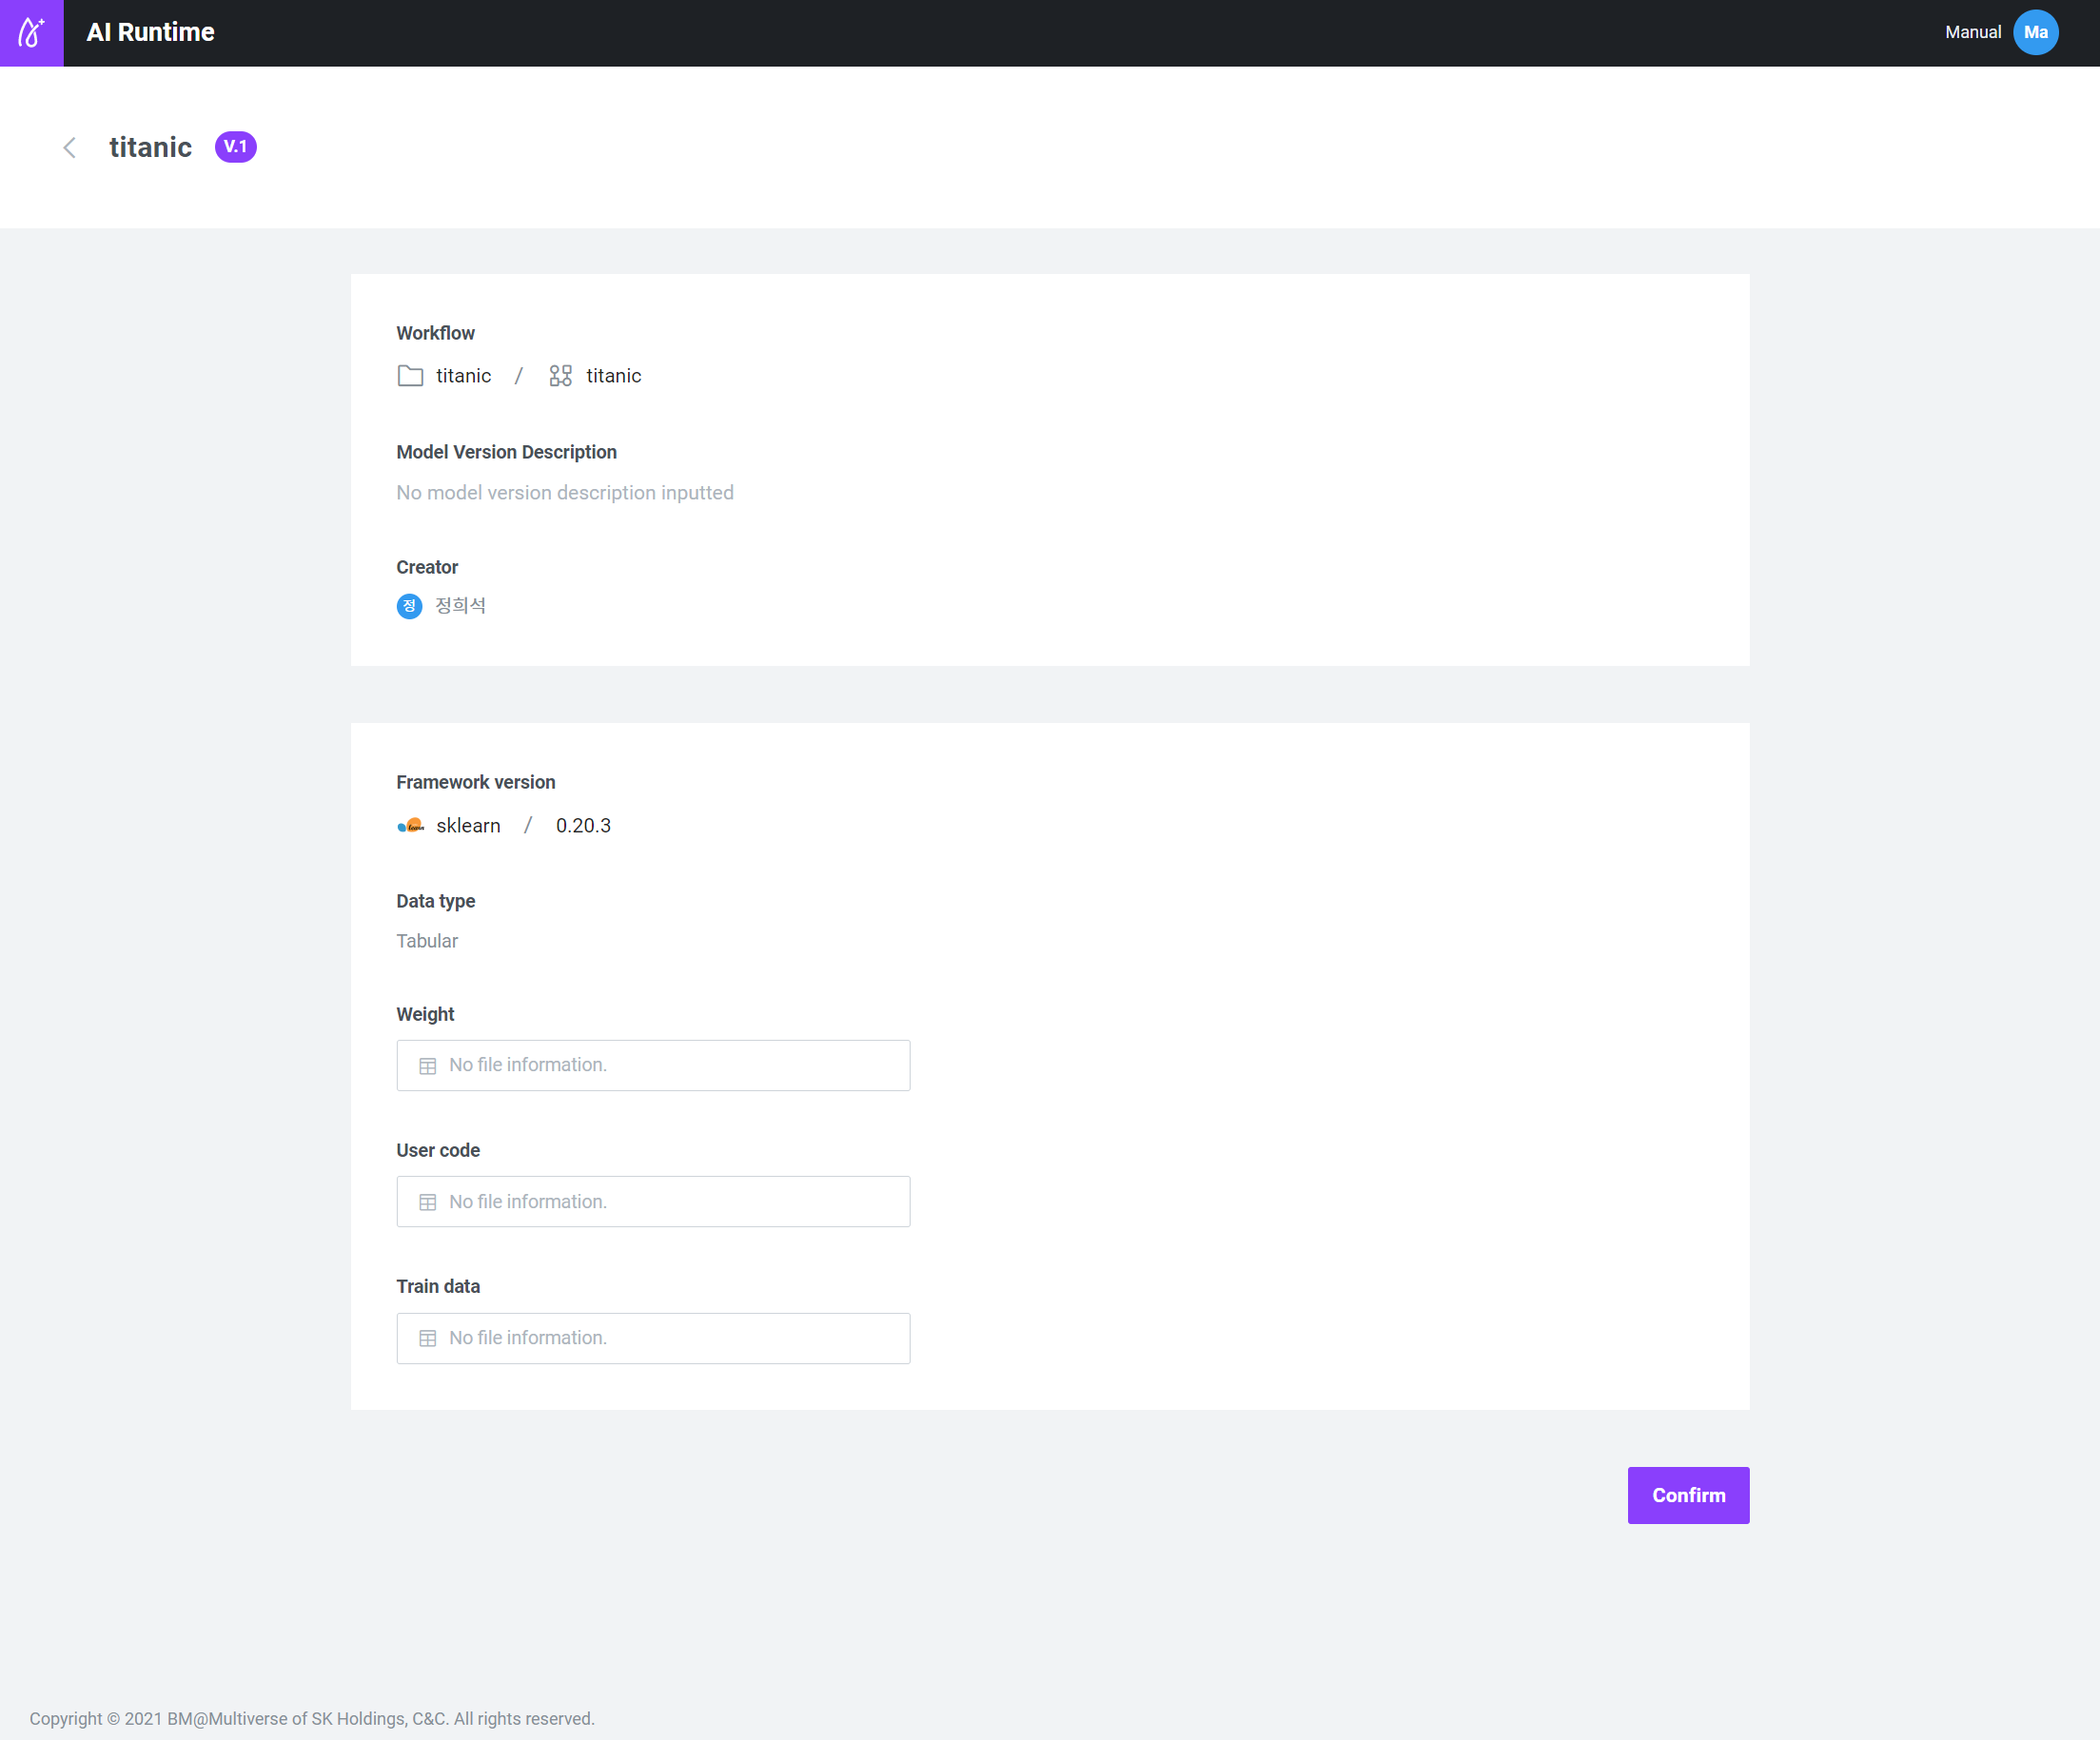 AI Runtime
Manual Ma
titanic V.1
Workflow
titanic / titanic
Model Version Description
No model version description inputted
Creator
정 정희석
Framework version
sklearn / 0.20.3
Data type
Tabular
Weight
No file information.
User code
No file information.
Train data
No file information.
Confirm
Copyright © 2021 BM@Multiverse of SK Holdings, C&C. All rights reserved.